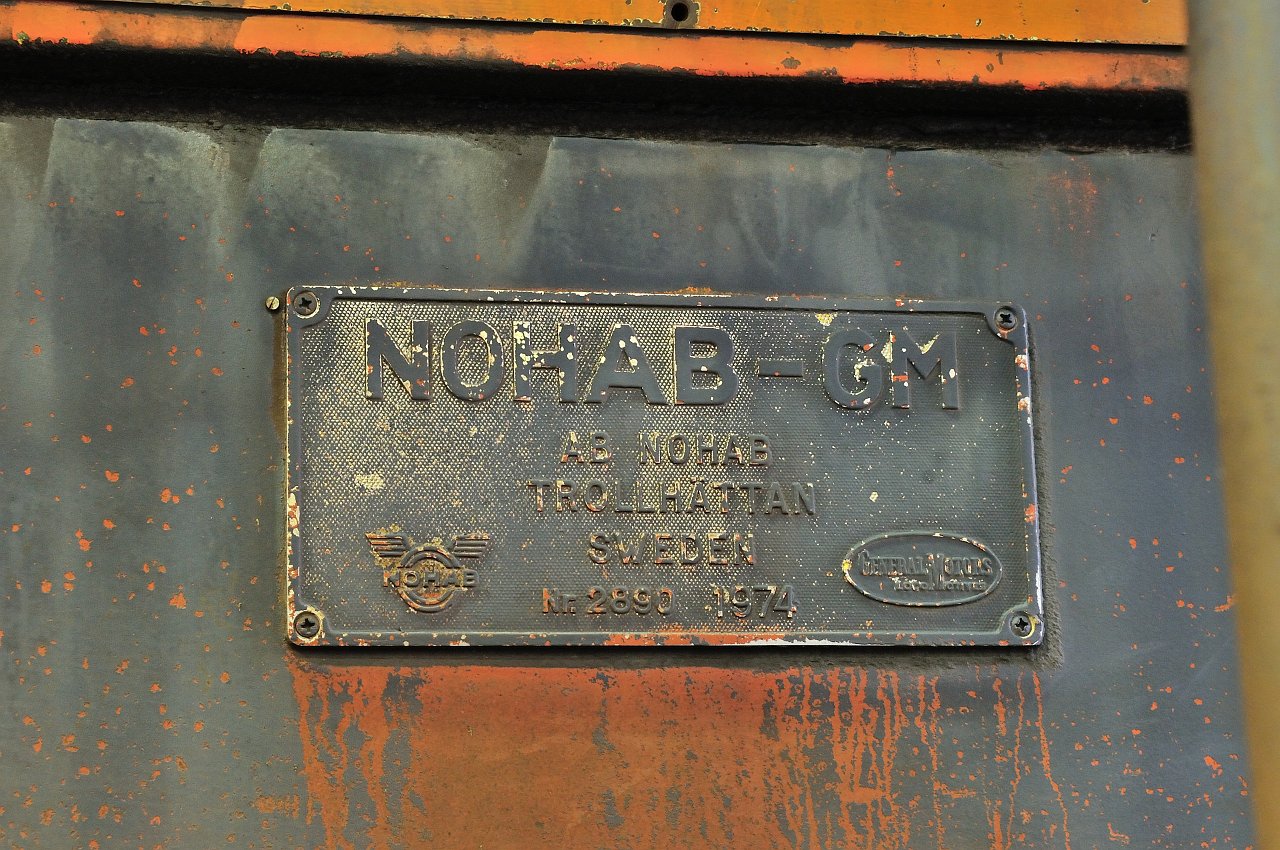 NOHAB-GM
AB NOHAB
TROLLHÄTTAN
SWEDEN
Nr. 2890 1974
NOHAB
GENERAL MOTORS